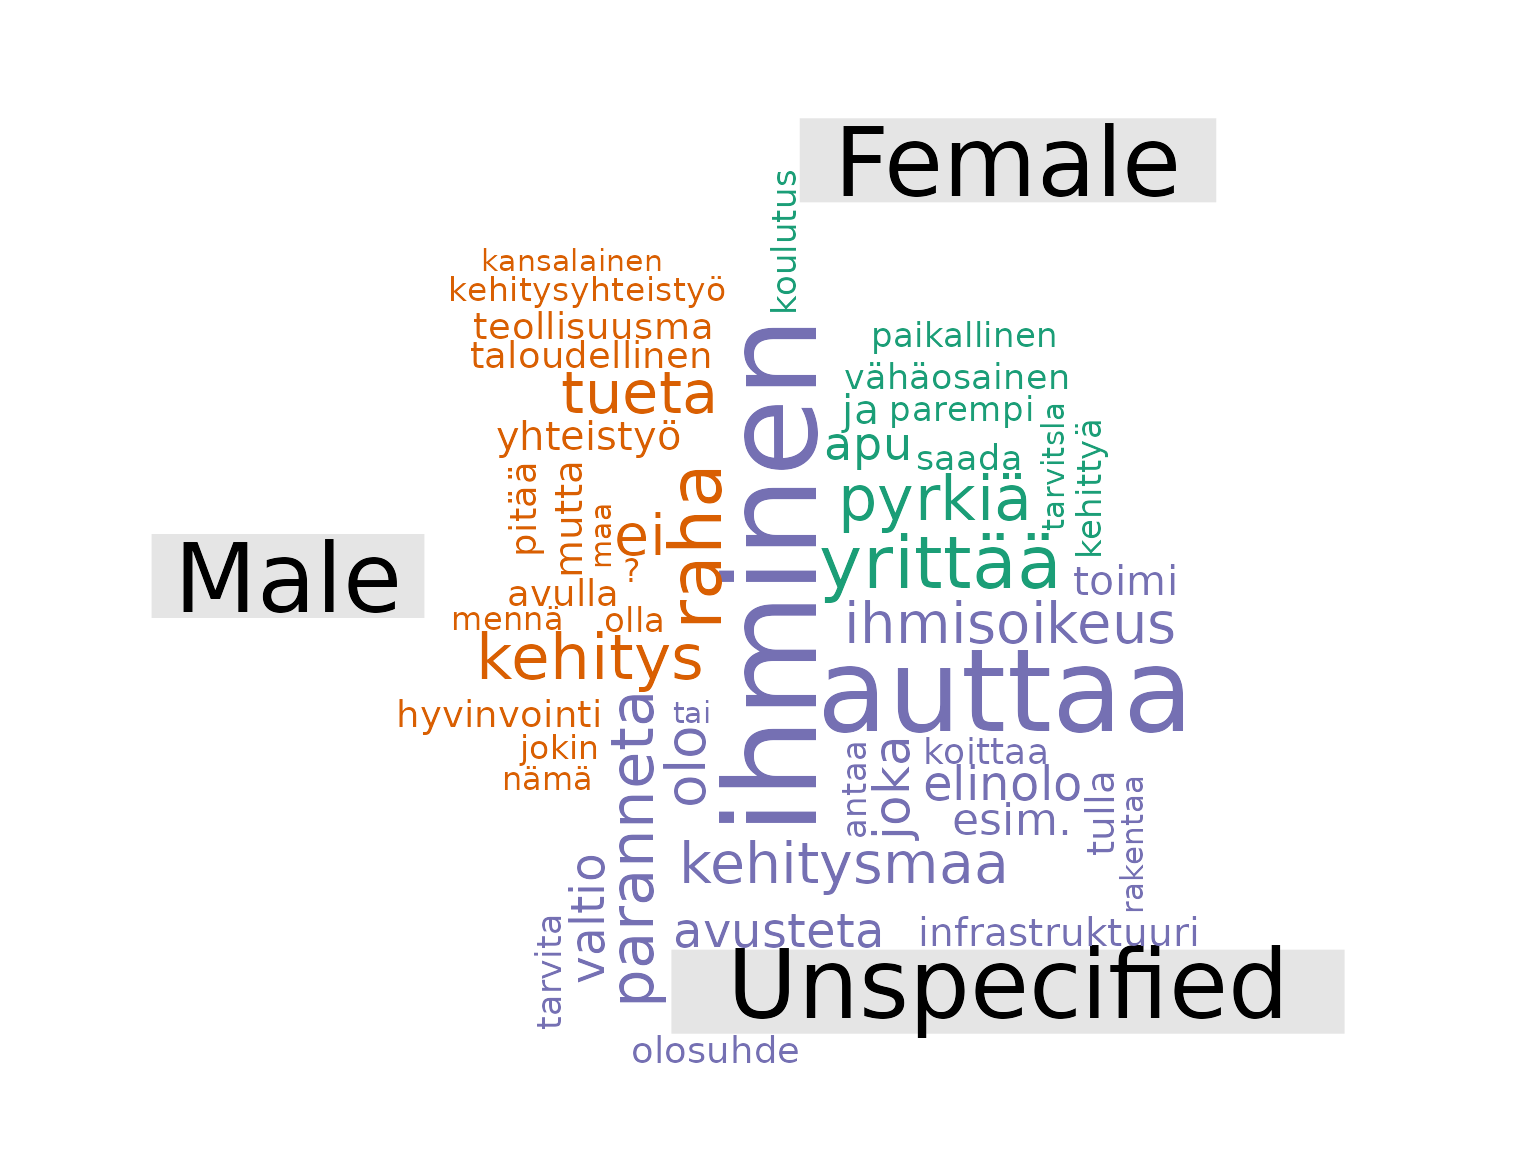 Female
koulutus
kansalainen
kehitysyhteistyö
teollisuusma
taloudellinen
tueta
yhteistyö
pitää
mutta
maa
ei
?
raha
avulla
mennä
olla
kehitys
hyvinvointi
jokin
nämä
Male
ihminen
paikallinen
vähäosainen
ja
parempi
apu
saada
tarvitsla
kehittyä
pyrkiä
yrittää
toimi
ihmisoikeus
auttaa
tai
olo
paranneta
antaa
joka
koittaa
elinolo
esim.
tulla
rakentaa
kehitysmaa
valtio
tarvita
avusteta
infrastruktuuri
Unspecified
olosuhde